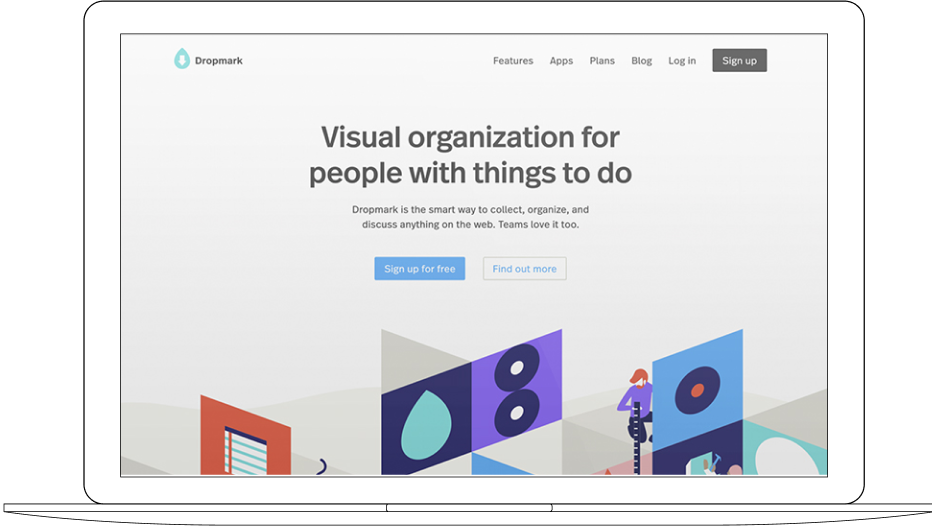 Dropmark
Features Apps Plans Blog Log in Sign up
Visual organization for
people with things to do
Dropmark is the smart way to collect, organize, and
discuss anything on the web. Teams love it too.
Sign up for free Find out more